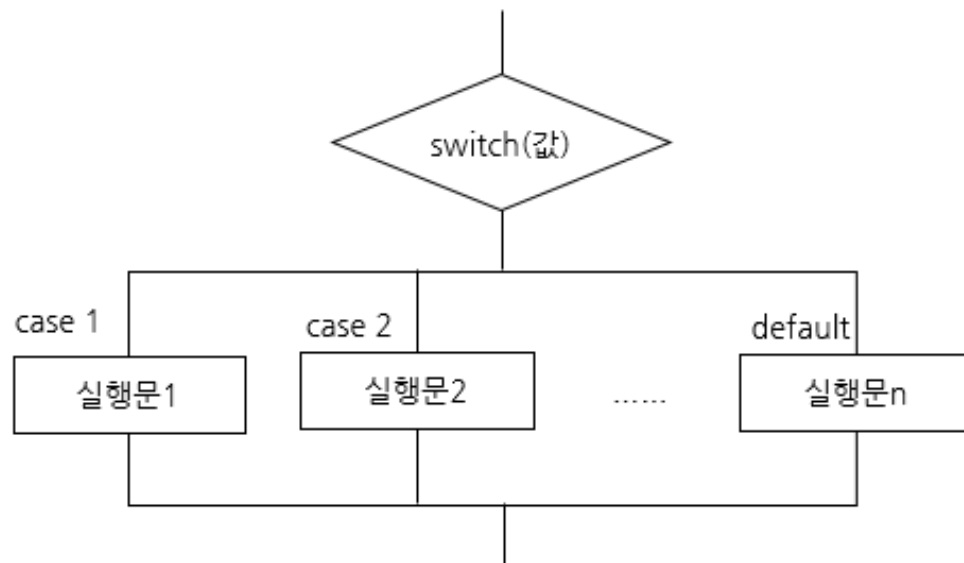 switch(값)
case 1
case 2
default
실행문1
실행문2
......
실행문n